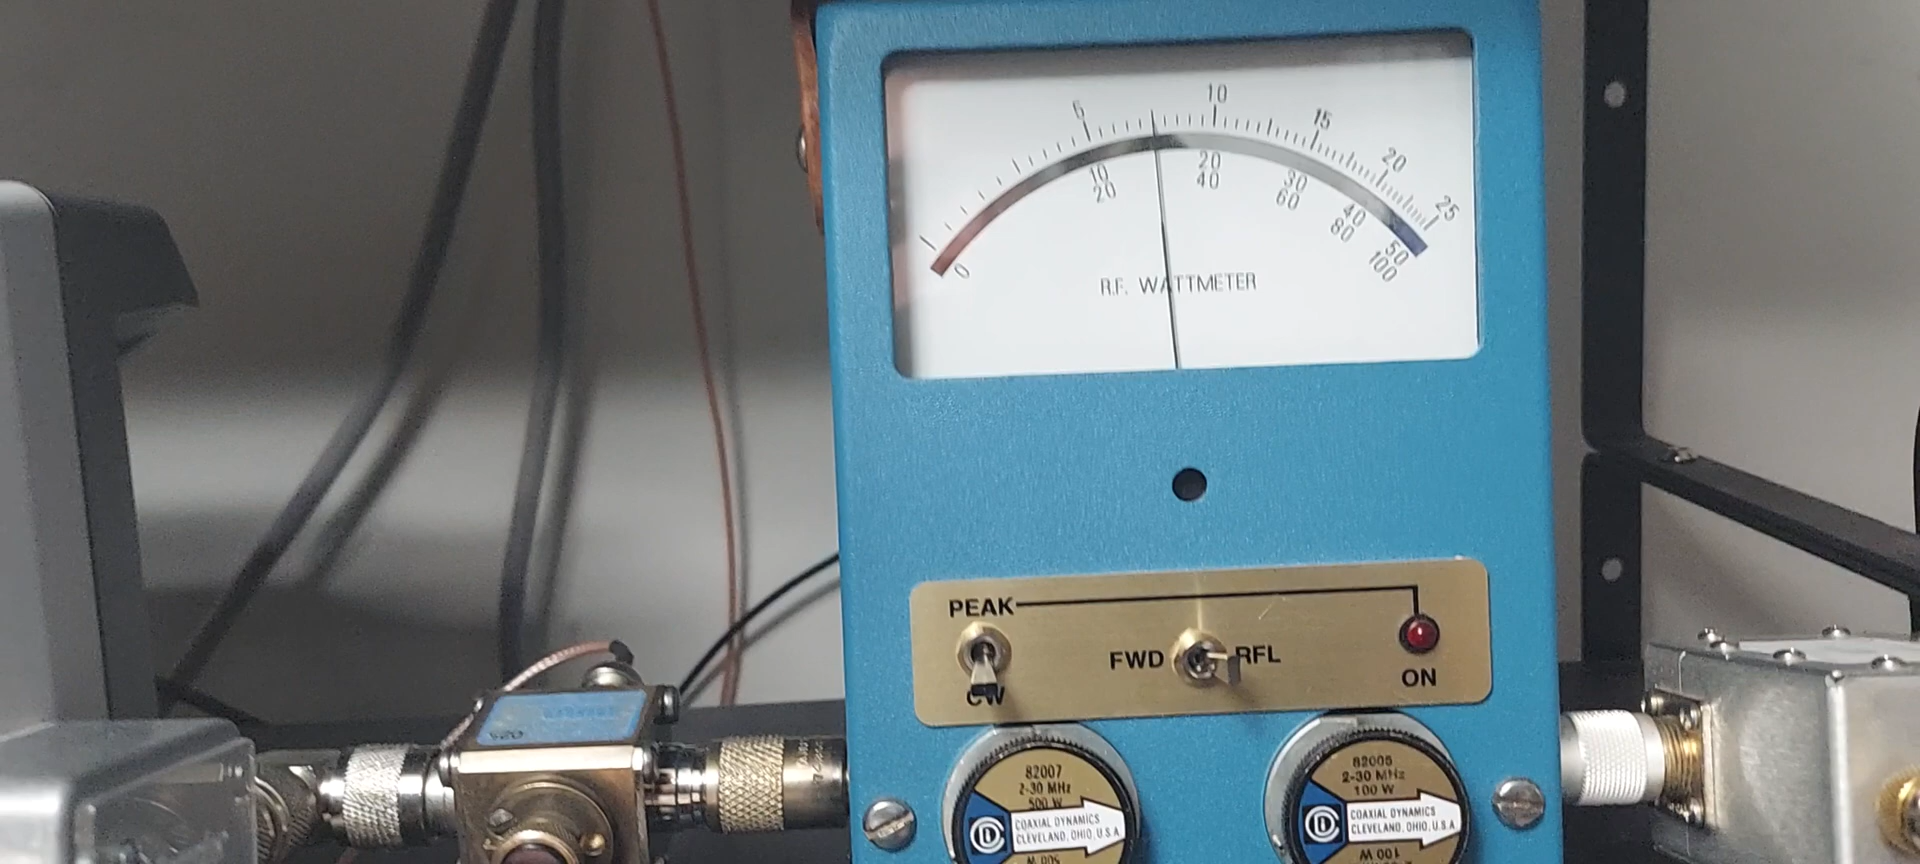 5
10
15
20
25
10
20
30
40
50
20
40
60
80
100
0
R.F. WATTMETER
PEAK
FWD
RFL
CW
ON
82007
2-30 MHz
500 W
COAXIAL DYNAMICS
CLEVELAND, OHIO, U.S.A
500 W
82005
2-30 MHz
100 W
COAXIAL DYNAMICS
CLEVELAND, OHIO, U.S.A
100 W